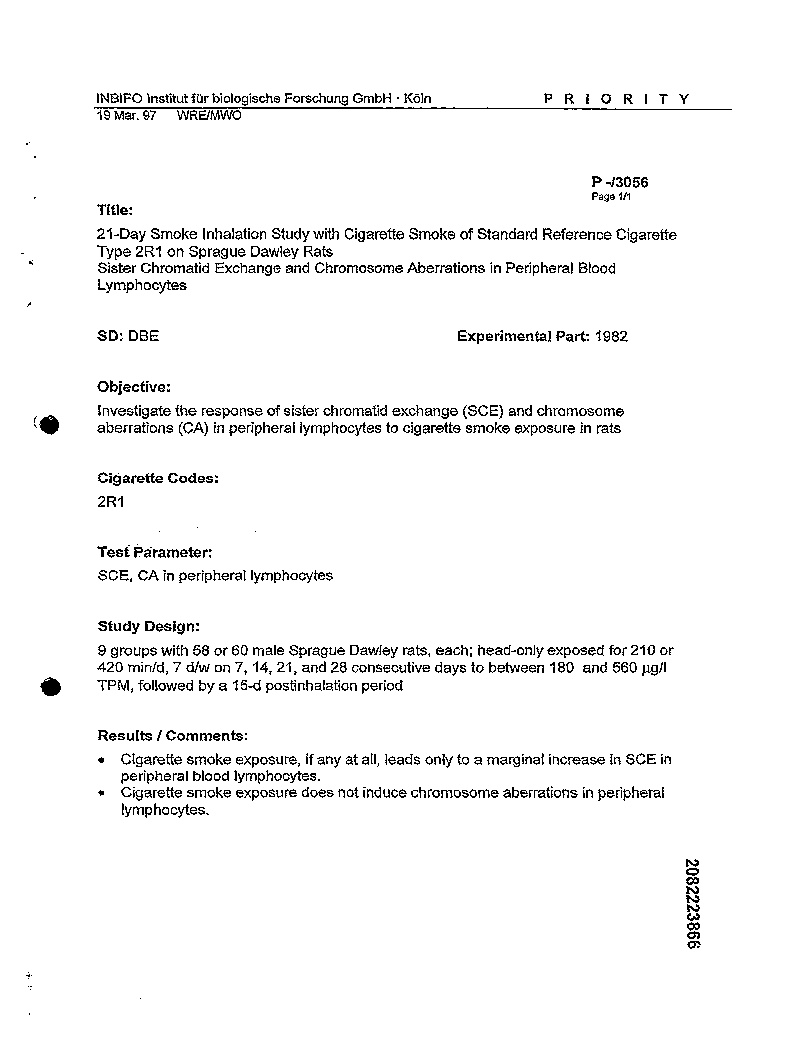 INBIFO Institut für biologische Forschung GmbH · Köln P R I O R I T Y
19 Mar. 97 WRE/MWO
P -/3056
Page 1/1
Title:
21-Day Smoke Inhalation Study with Cigarette Smoke of Standard Reference Cigarette
Type 2R1 on Sprague Dawley Rats
Sister Chromatid Exchange and Chromosome Aberrations in Peripheral Blood
Lymphocytes
SD: DBE Experimental Part: 1982
Objective:
Investigate the response of sister chromatid exchange (SCE) and chromosome
aberrations (CA) in peripheral lymphocytes to cigarette smoke exposure in rats
Cigarette Codes:
2R1
Test Parameter:
SCE, CA in peripheral lymphocytes
Study Design:
9 groups with 58 or 60 male Sprague Dawley rats, each; head-only exposed for 210 or
420 min/d, 7 d/w on 7, 14, 21, and 28 consecutive days to between 180 and 560 µg/l
TPM, followed by a 15-d postinhalation period
Results / Comments:
• Cigarette smoke exposure, if any at all, leads only to a marginal increase in SCE in
peripheral blood lymphocytes.
• Cigarette smoke exposure does not induce chromosome aberrations in peripheral
lymphocytes.
2082223866